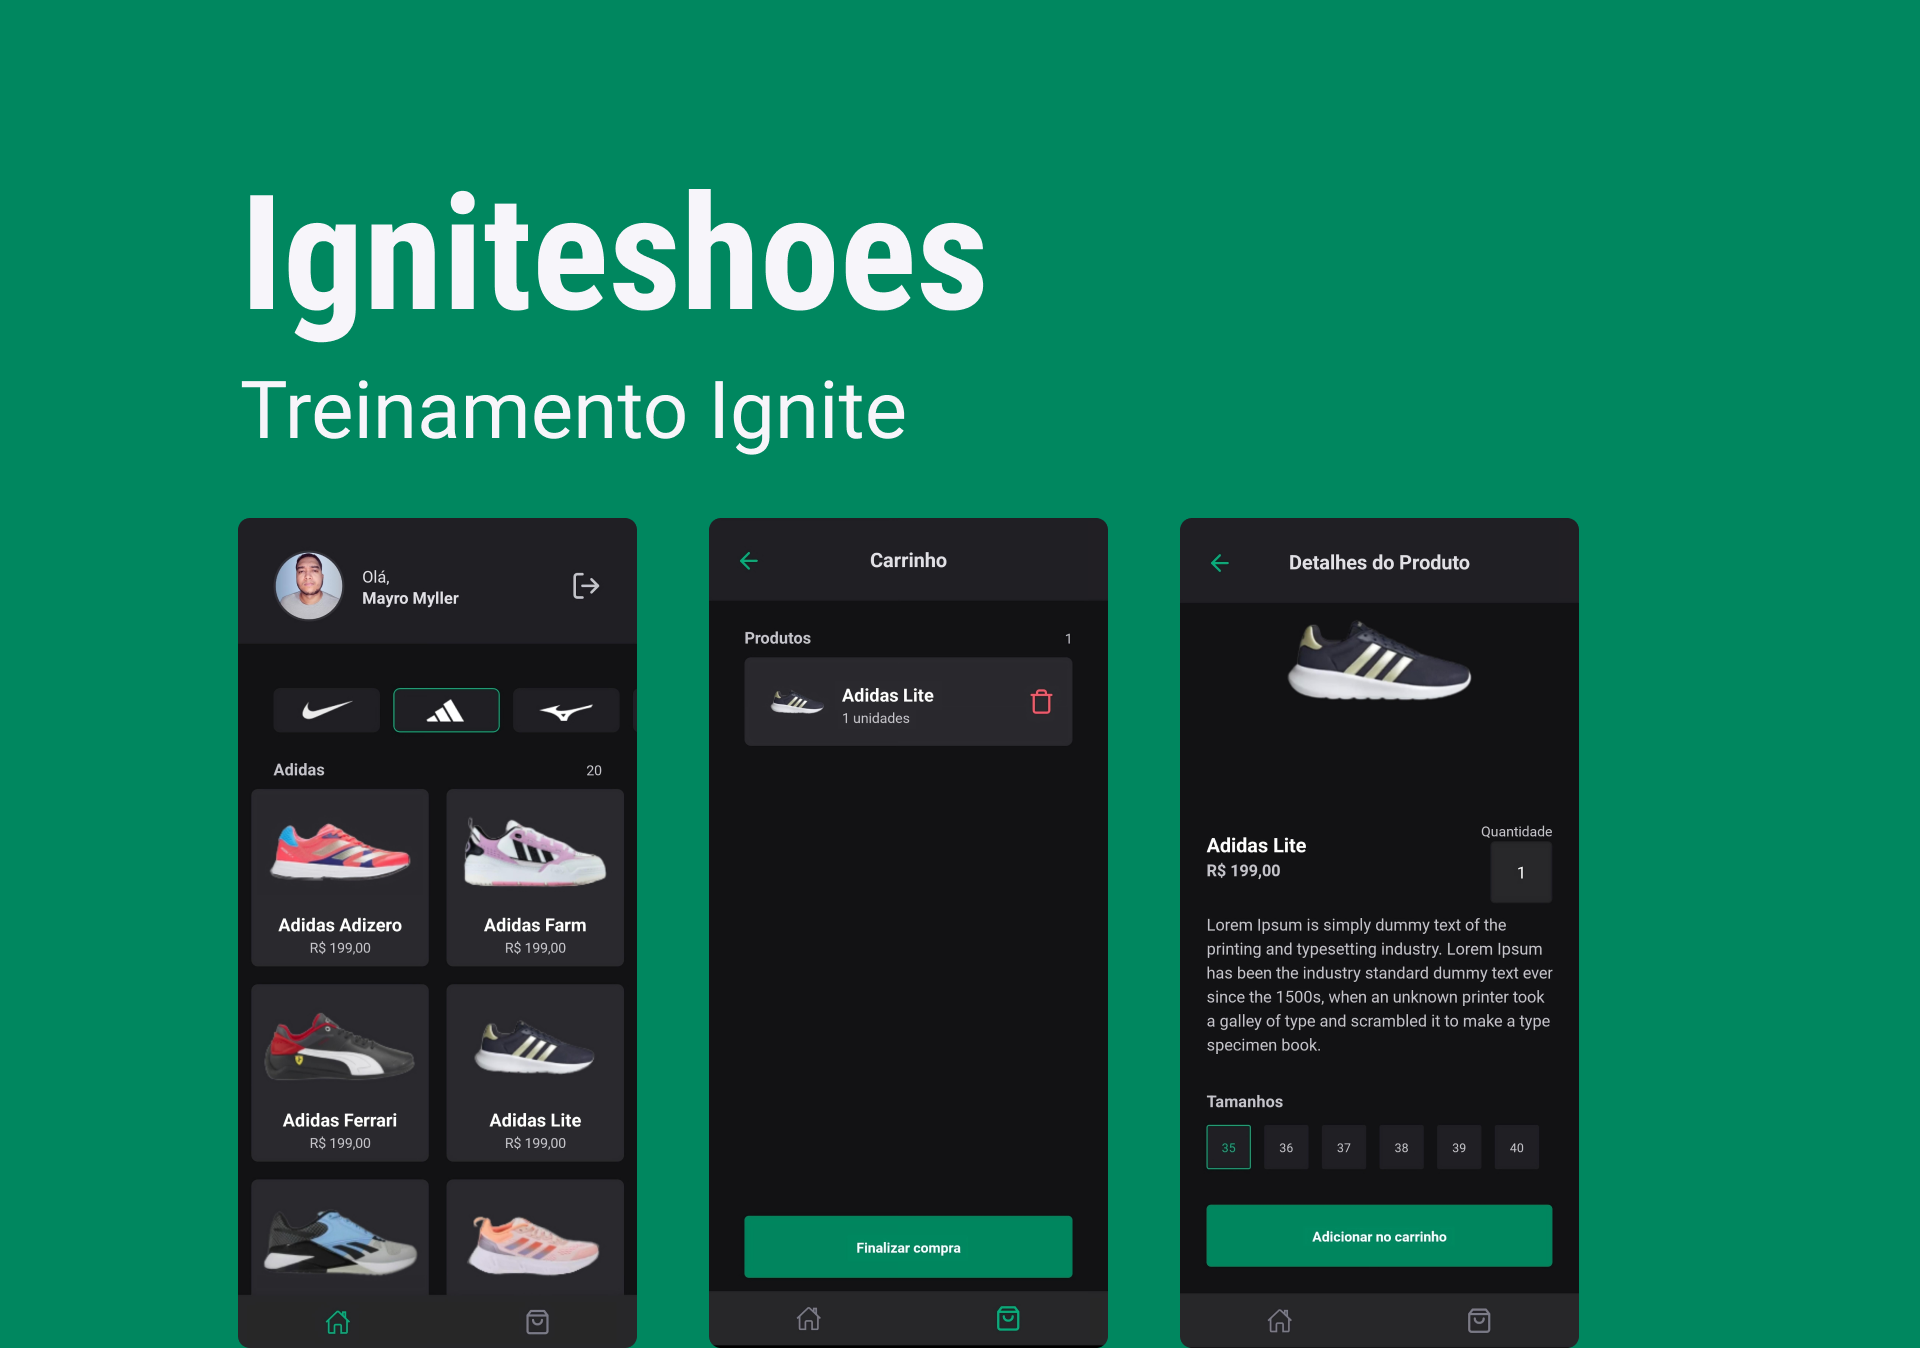 Igniteshoes
Treinamento Ignite
Olá,
Mayro Myller
Adidas
20
Adidas Adizero
R$ 199,00
Adidas Farm
R$ 199,00
Adidas Ferrari
R$ 199,00
Adidas Lite
R$ 199,00
Carrinho
Produtos
1
Adidas Lite
1 unidades
Finalizar compra
Detalhes do Produto
Quantidade
Adidas Lite
R$ 199,00
1
Lorem Ipsum is simply dummy text of the
printing and typesetting industry. Lorem Ipsum
has been the industry standard dummy text ever
since the 1500s, when an unknown printer took
a galley of type and scrambled it to make a type
specimen book.
Tamanhos
35 36 37 38 39 40
Adicionar no carrinho